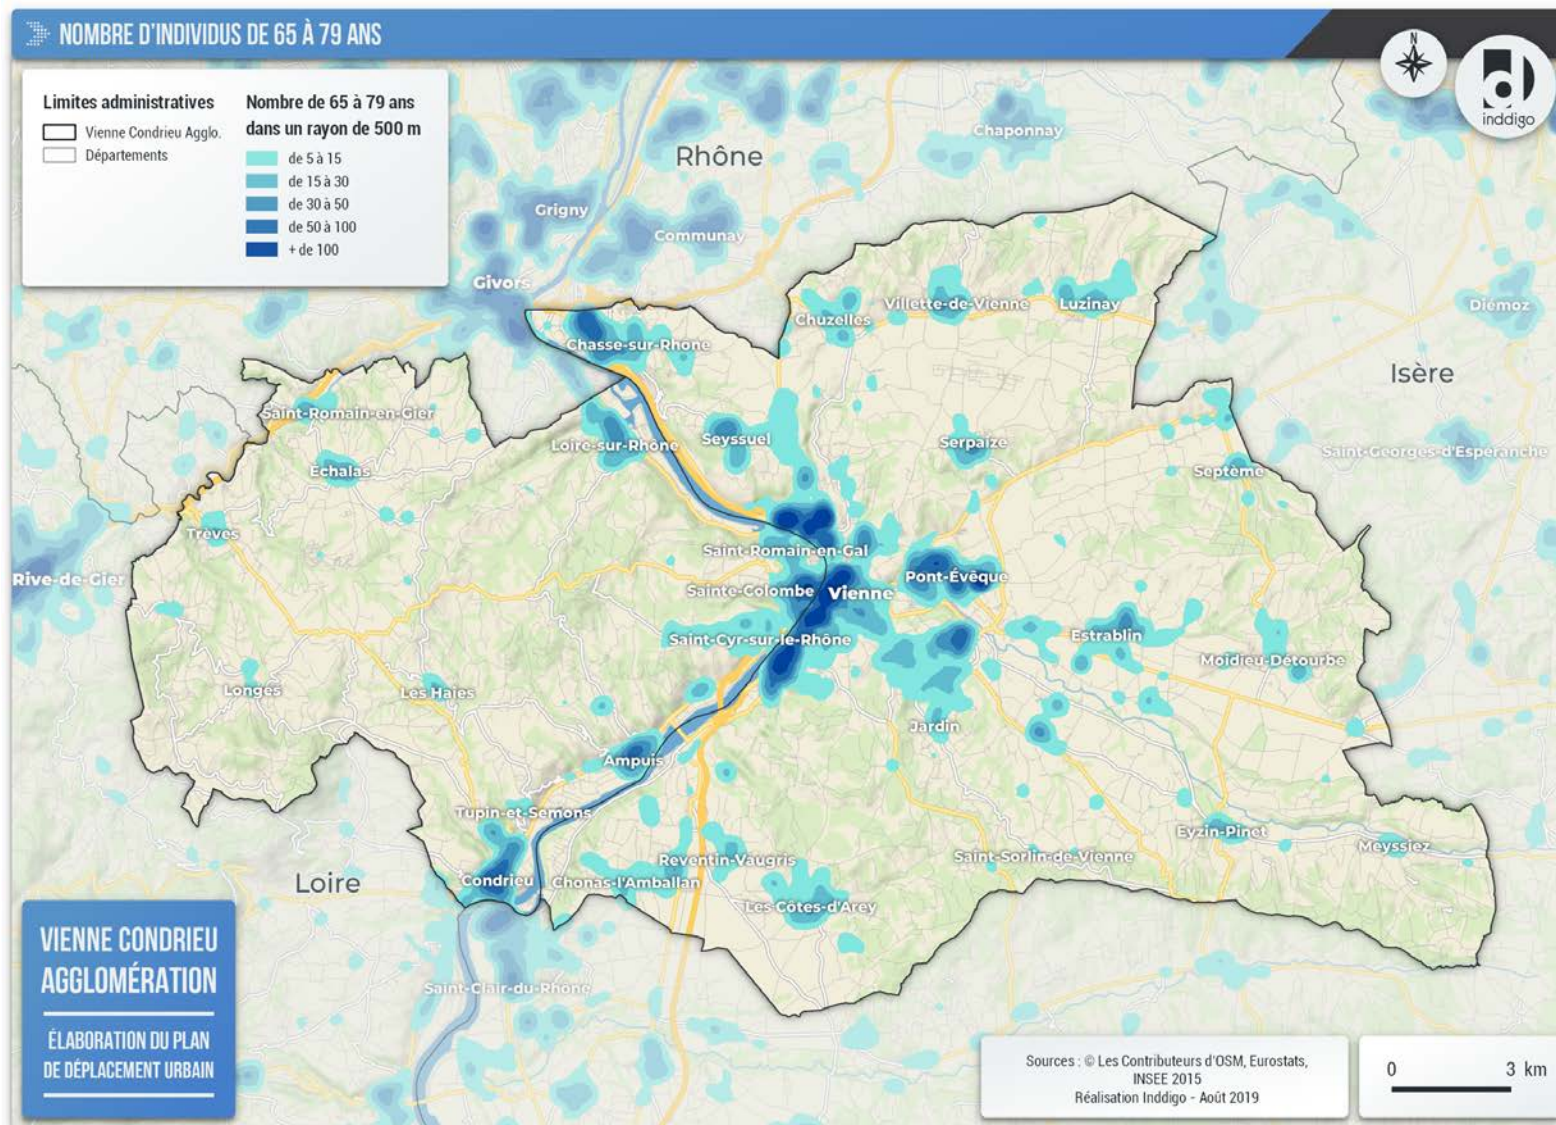 NOMBRE D'INDIVIDUS DE 65 À 79 ANS
N
inddigo
Limites administratives
Vienne Condrieu Agglo.
Départements
Nombre de 65 à 79 ans
dans un rayon de 500 m
de 5 à 15
de 15 à 30
de 30 à 50
de 50 à 100
+ de 100
Chaponnay
Rhône
Grigny
Communay
Givors
Chuzelles
Villette-de-Vienne
Luzinay
Diémoz
Chasse-sur-Rhône
Isère
Saint-Romain-en-Gier
Loire-sur-Rhône
Seyssuel
Serpaize
Saint-Georges-d'Espéranche
Échalas
Septème
Trèves
Saint-Romain-en-Gal
Rive-de-Gier
Pont-Évêque
Sainte-Colombe
Vienne
Saint-Cyr-sur-le-Rhône
Estrablin
Moidieu-Détourbe
Longes
Les Haies
Jardin
Ampuis
Tupin-et-Semons
Eyzin-Pinet
Meyssiez
Reventin-Vaugris
Saint-Sorlin-de-Vienne
Loire
Condrieu
Chonas-l'Amballan
Les Côtes-d'Arey
Saint-Clair-du-Rhône
VIENNE CONDRIEU
AGGLOMÉRATION
ÉLABORATION DU PLAN
DE DÉPLACEMENT URBAIN
Sources : © Les Contributeurs d'OSM, Eurostats,
INSEE 2015
Réalisation Inddigo - Août 2019
0 3 km